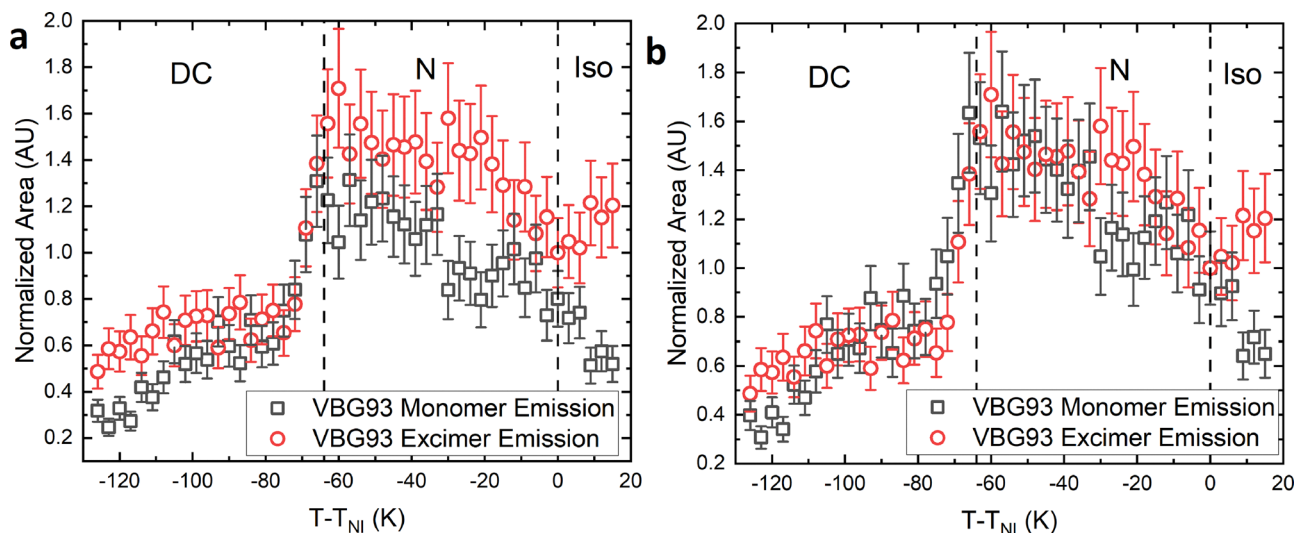 a
DC
N
Iso
Normalized Area (AU)
2.0
1.8
1.6
1.4
1.2
1.0
0.8
0.6
0.4
0.2
VBG93 Monomer Emission
VBG93 Excimer Emission
-120 -100 -80 -60 -40 -20 0 20
T-T_NI (K)
b
DC
N
Iso
Normalized Area (AU)
2.0
1.8
1.6
1.4
1.2
1.0
0.8
0.6
0.4
0.2
VBG93 Monomer Emission
VBG93 Excimer Emission
-120 -100 -80 -60 -40 -20 0 20
T-T_NI (K)